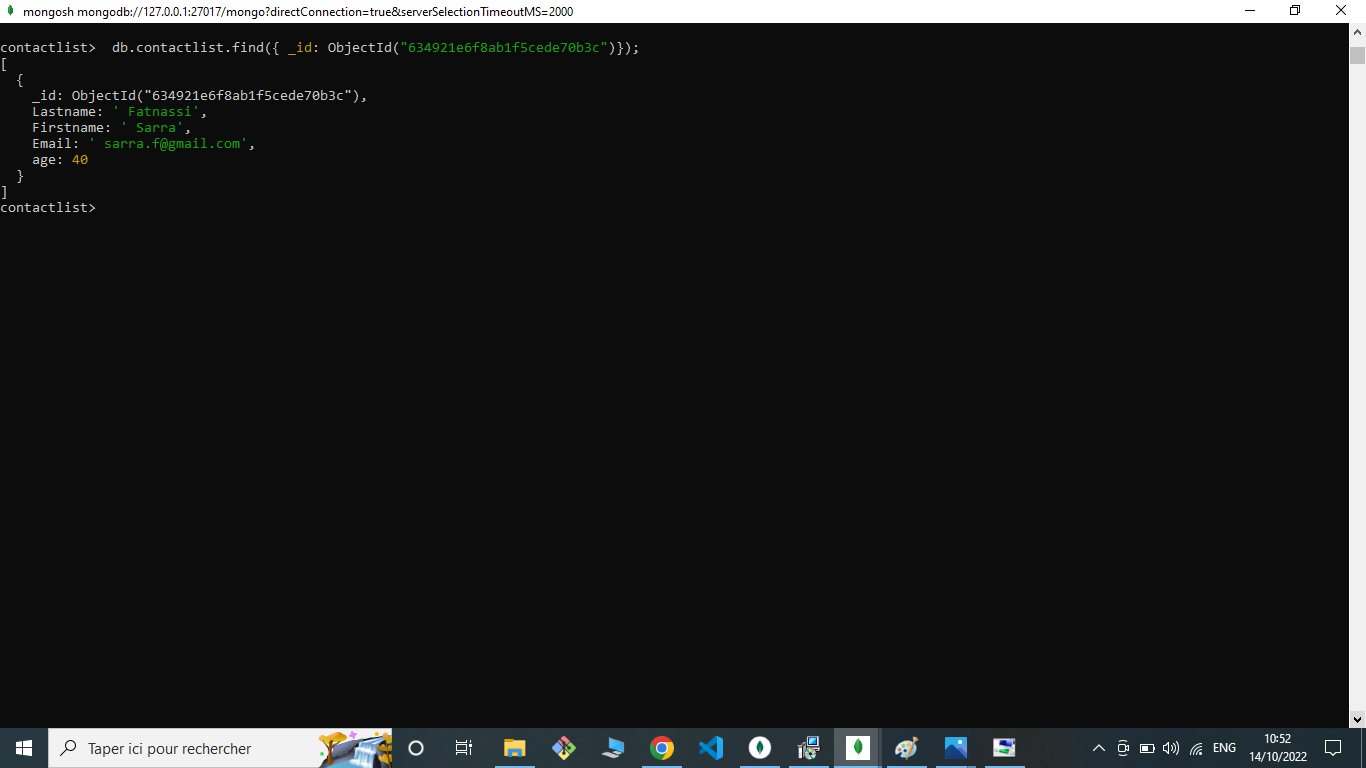 mongosh mongodb://127.0.0.1:27017/mongo?directConnection=true&serverSelectionTimeoutMS=2000
contactlist>  db.contactlist.find({ _id: ObjectId("634921e6f8ab1f5cede70b3c")});
[
  {
    _id: ObjectId("634921e6f8ab1f5cede70b3c"),
    Lastname: ' Fatnassi',
    Firstname: ' Sarra',
    Email: ' sarra.f@gmail.com',
    age: 40
  }
]
contactlist>
Taper ici pour rechercher
ENG
10:52
14/10/2022